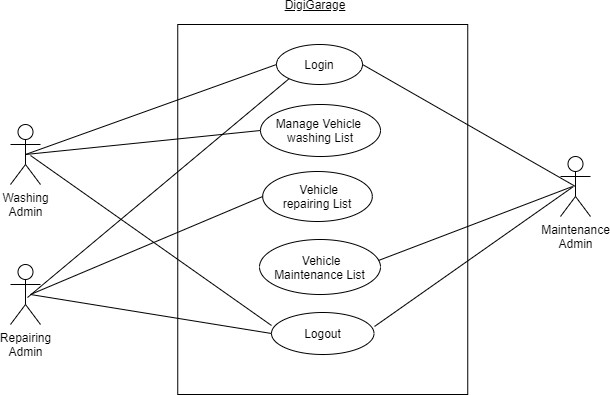 DigiGarage
Login
Manage Vehicle
washing List
Vehicle
repairing List
Vehicle
Maintenance List
Logout
Washing
Admin
Repairing
Admin
Maintenance
Admin